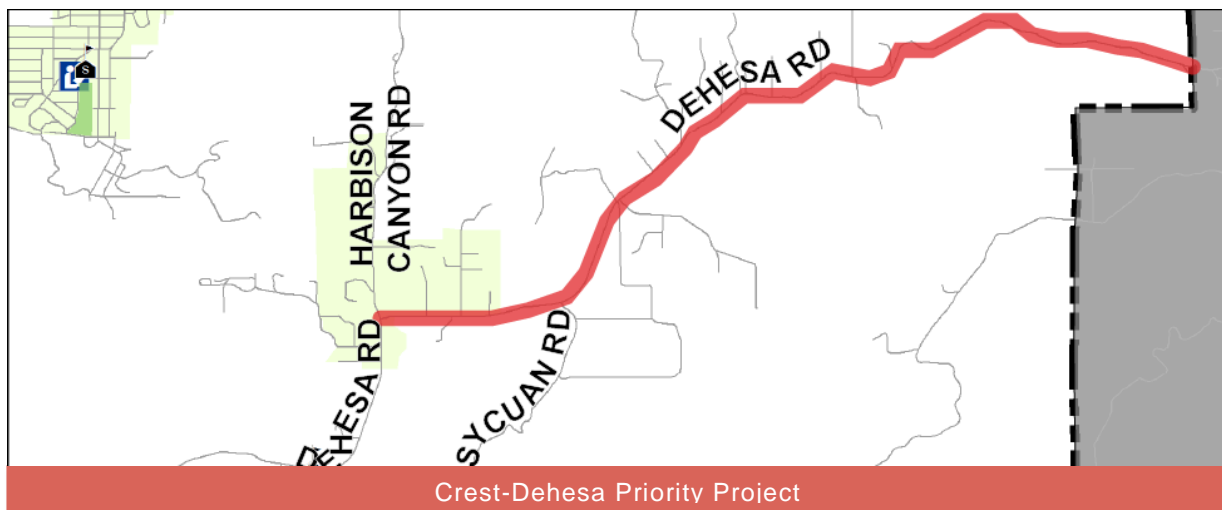 S
HARBISON
CANYON RD
DEHESA RD
DEHESA RD
SYCUAN RD
Crest-Dehesa Priority Project